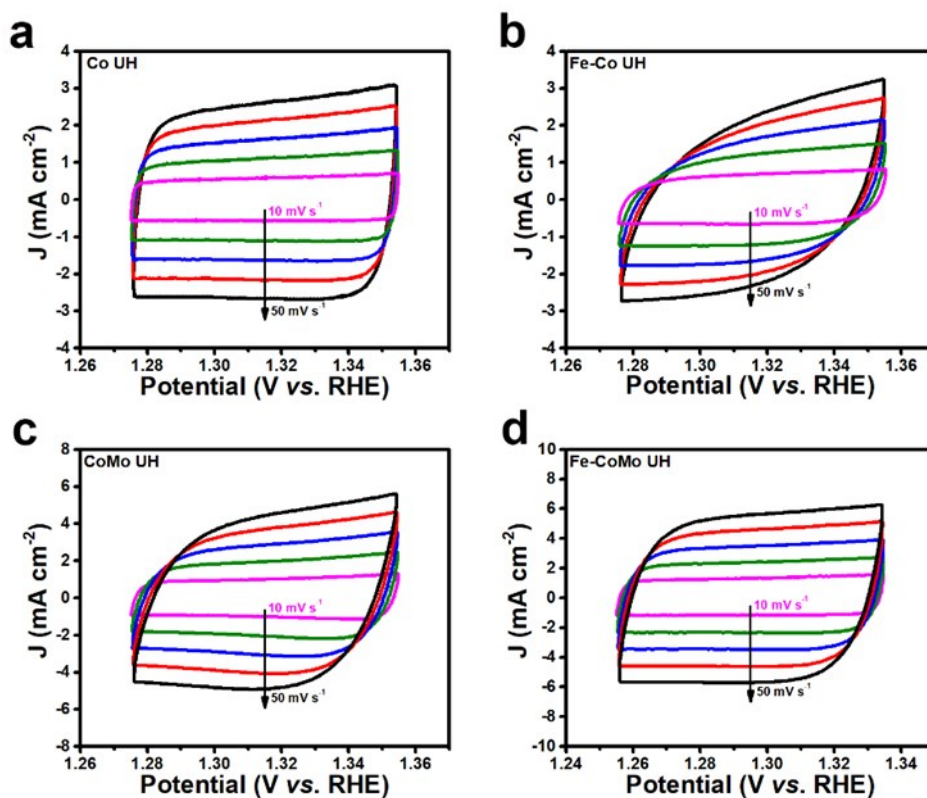 a
Co UH
4
3
2
1
0
-1
-2
-3
-4
J (mA cm⁻²)
10 mV s⁻¹
50 mV s⁻¹
1.26 1.28 1.30 1.32 1.34 1.36
Potential (V vs. RHE)
b
Fe-Co UH
4
3
2
1
0
-1
-2
-3
-4
J (mA cm⁻²)
10 mV s⁻¹
50 mV s⁻¹
1.26 1.28 1.30 1.32 1.34 1.36
Potential (V vs. RHE)
c
CoMo UH
8
6
4
2
0
-2
-4
-6
-8
J (mA cm⁻²)
10 mV s⁻¹
50 mV s⁻¹
1.26 1.28 1.30 1.32 1.34 1.36
Potential (V vs. RHE)
d
Fe-CoMo UH
10
8
6
4
2
0
-2
-4
-6
-8
-10
J (mA cm⁻²)
10 mV s⁻¹
50 mV s⁻¹
1.24 1.26 1.28 1.30 1.32 1.34
Potential (V vs. RHE)